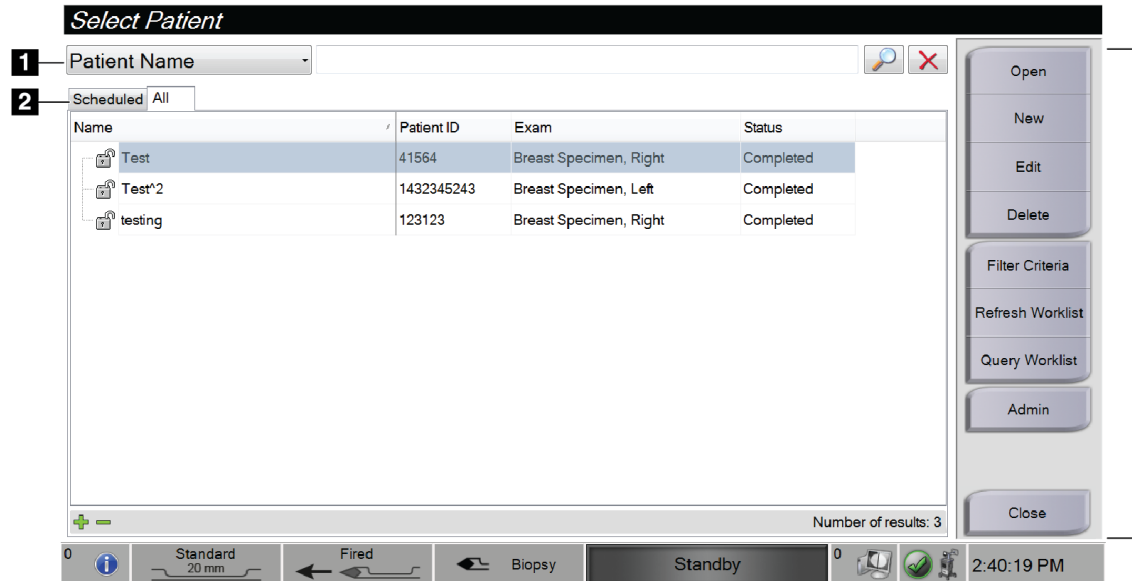 Select Patient
1 Patient Name
2 Scheduled All
Name Patient ID Exam Status
Test 41564 Breast Specimen, Right Completed
Test^2 1432345243 Breast Specimen, Left Completed
testing 123123 Breast Specimen, Right Completed
Number of results: 3
Open
New
Edit
Delete
Filter Criteria
Refresh Worklist
Query Worklist
Admin
Close
0 Standard Fired Biopsy Standby 0 2:40:19 PM
20 mm